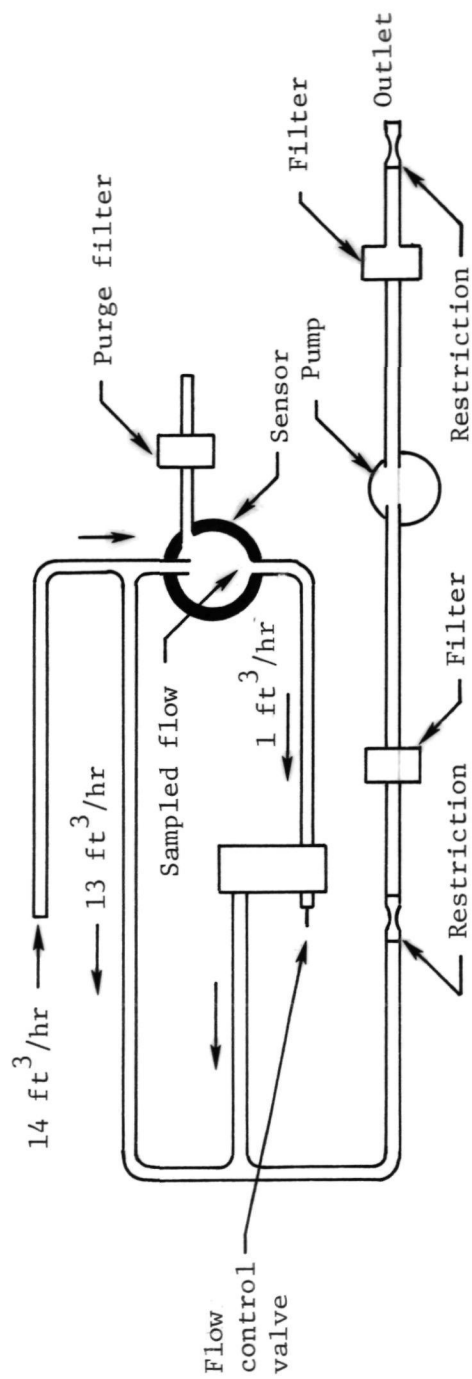 14 ft³/hr
13 ft³/hr
Purge filter
Sampled flow
Sensor
1 ft³/hr
Flow
control
valve
Pump
Filter
Outlet
Restriction
Filter
Restriction